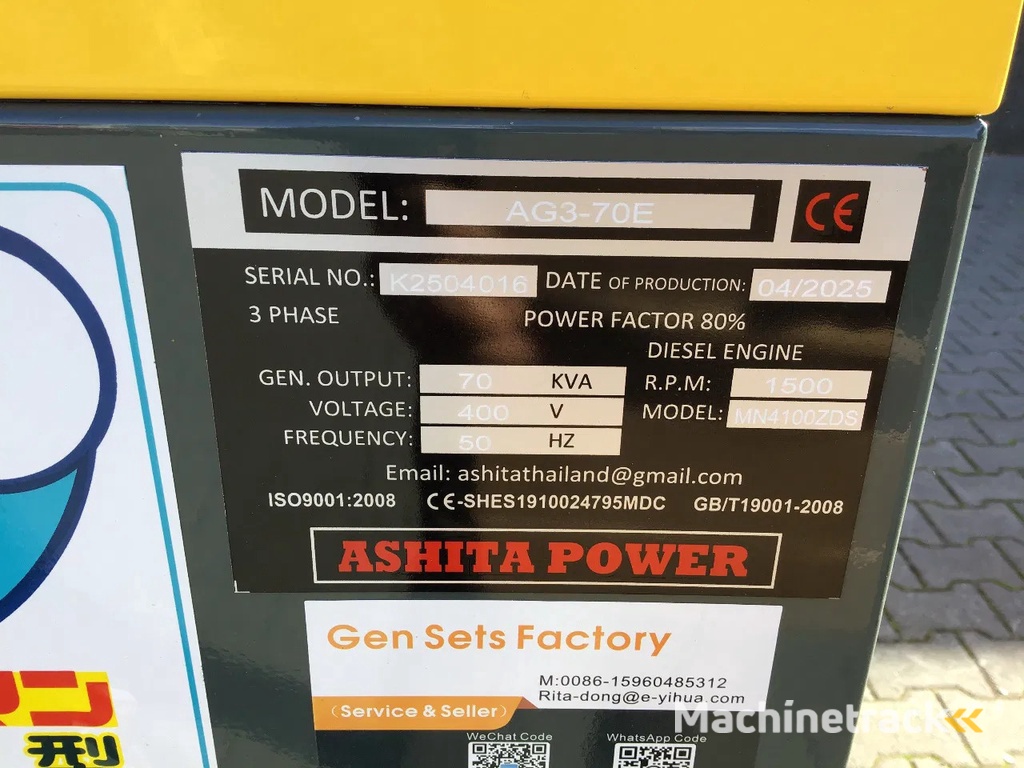 MODEL: AG3-70E CE
SERIAL NO.: K2504016 DATE OF PRODUCTION: 04/2025
3 PHASE POWER FACTOR 80%
DIESEL ENGINE
GEN. OUTPUT: 70 KVA R.P.M: 1500
VOLTAGE: 400 V MODEL: MN4100ZDS
FREQUENCY: 50 HZ
Email: ashitathailand@gmail.com
ISO9001:2008 CE-SHES1910024795MDC GB/T19001-2008
ASHITA POWER
Gen Sets Factory
M:0086-15960485312
Rita-dong@e-yihua.com
(Service & Seller)
WeChat Code WhatsApp Code
Machinetrack
ン
型